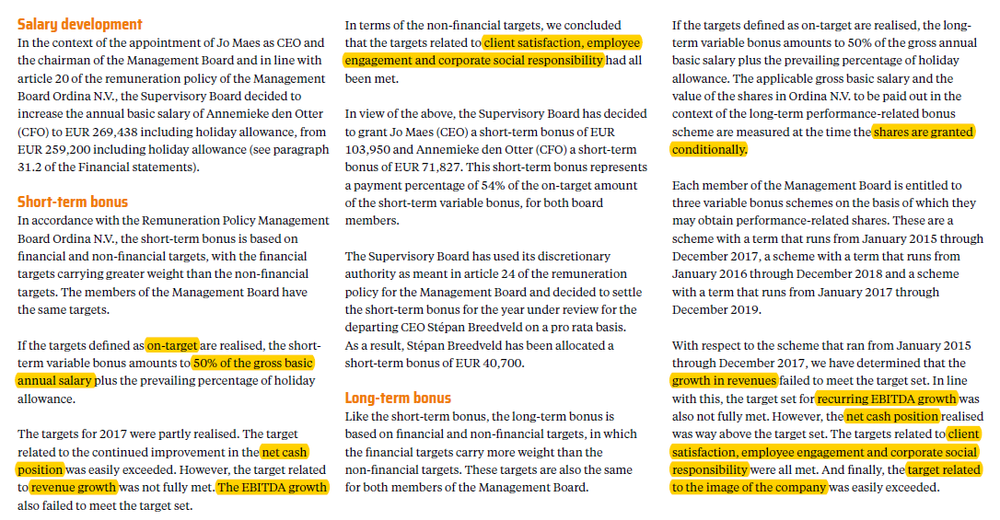 Salary development
In the context of the appointment of Jo Maes as CEO and
the chairman of the Management Board and in line with
article 20 of the remuneration policy of the Management
Board Ordina N.V., the Supervisory Board decided to
increase the annual basic salary of Annemieke den Otter
(CFO) to EUR 269,438 including holiday allowance, from
EUR 259,200 including holiday allowance (see paragraph
31.2 of the Financial statements).
Short-term bonus
In accordance with the Remuneration Policy Management
Board Ordina N.V., the short-term bonus is based on
financial and non-financial targets, with the financial
targets carrying greater weight than the non-financial
targets. The members of the Management Board have
the same targets.
If the targets defined as on-target are realised, the short-
term variable bonus amounts to 50% of the gross basic
annual salary plus the prevailing percentage of holiday
allowance.
The targets for 2017 were partly realised. The target
related to the continued improvement in the net cash
position was easily exceeded. However, the target related
to revenue growth was not fully met. The EBITDA growth
also failed to meet the target set.
In terms of the non-financial targets, we concluded
that the targets related to client satisfaction, employee
engagement and corporate social responsibility had all
been met.
In view of the above, the Supervisory Board has decided
to grant Jo Maes (CEO) a short-term bonus of EUR
103,950 and Annemieke den Otter (CFO) a short-term
bonus of EUR 71,827. This short-term bonus represents
a payment percentage of 54% of the on-target amount
of the short-term variable bonus, for both board
members.
The Supervisory Board has used its discretionary
authority as meant in article 24 of the remuneration
policy for the Management Board and decided to settle
the short-term bonus for the year under review for the
departing CEO Stépan Breedveld on a pro rata basis.
As a result, Stépan Breedveld has been allocated a
short-term bonus of EUR 40,700.
Long-term bonus
Like the short-term bonus, the long-term bonus is
based on financial and non-financial targets, in which
the financial targets carry more weight than the
non-financial targets. These targets are also the same
for both members of the Management Board.
If the targets defined as on-target are realised, the long-
term variable bonus amounts to 50% of the gross annual
basic salary plus the prevailing percentage of holiday
allowance. The applicable gross basic salary and the
value of the shares in Ordina N.V. to be paid out in the
context of the long-term performance-related bonus
scheme are measured at the time the shares are granted
conditionally.
Each member of the Management Board is entitled to
three variable bonus schemes on the basis of which they
may obtain performance-related shares. These are a
scheme with a term that runs from January 2015 through
December 2017, a scheme with a term that runs from
January 2016 through December 2018 and a scheme
with a term that runs from January 2017 through
December 2019.
With respect to the scheme that ran from January 2015
through December 2017, we have determined that the
growth in revenues failed to meet the target set. In line
with this, the target set for recurring EBITDA growth was
also not fully met. However, the net cash position realised
was way above the target set. The targets related to client
satisfaction, employee engagement and corporate social
responsibility were all met. And finally, the target related
to the image of the company was easily exceeded.